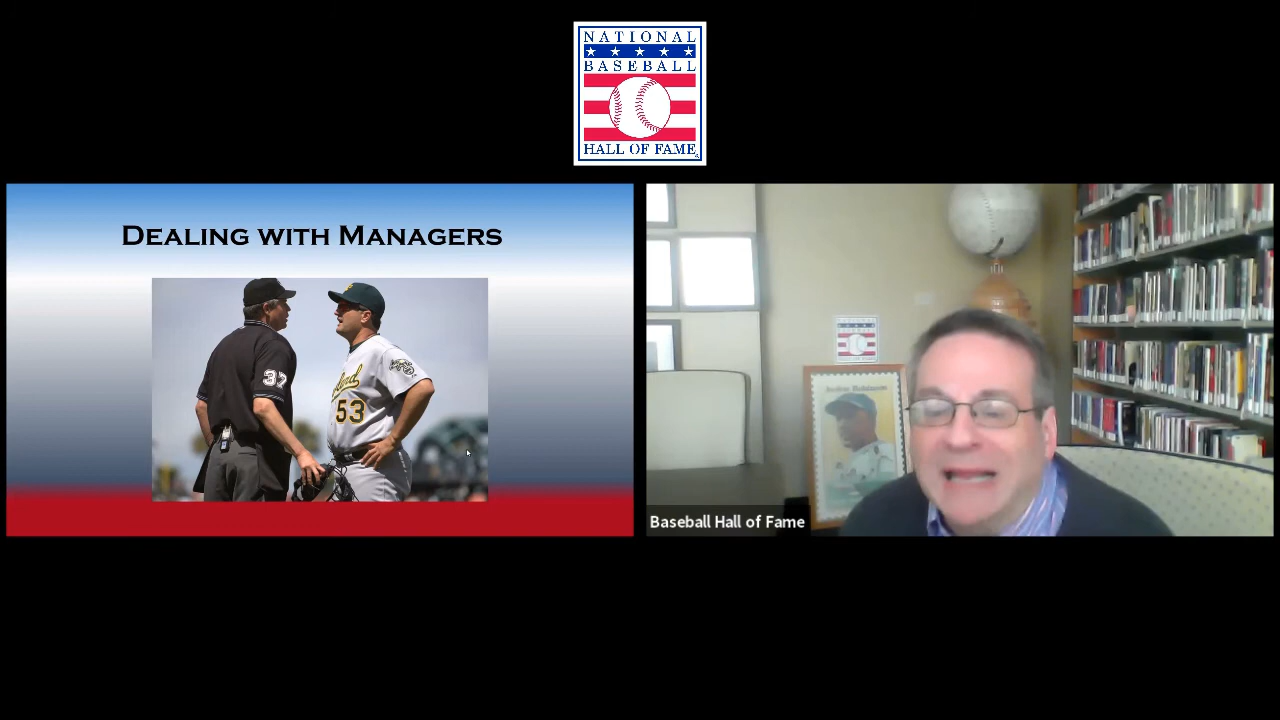 NATIONAL
BASEBALL
HALL OF FAME
DEALING WITH MANAGERS
37
53
Baseball Hall of Fame